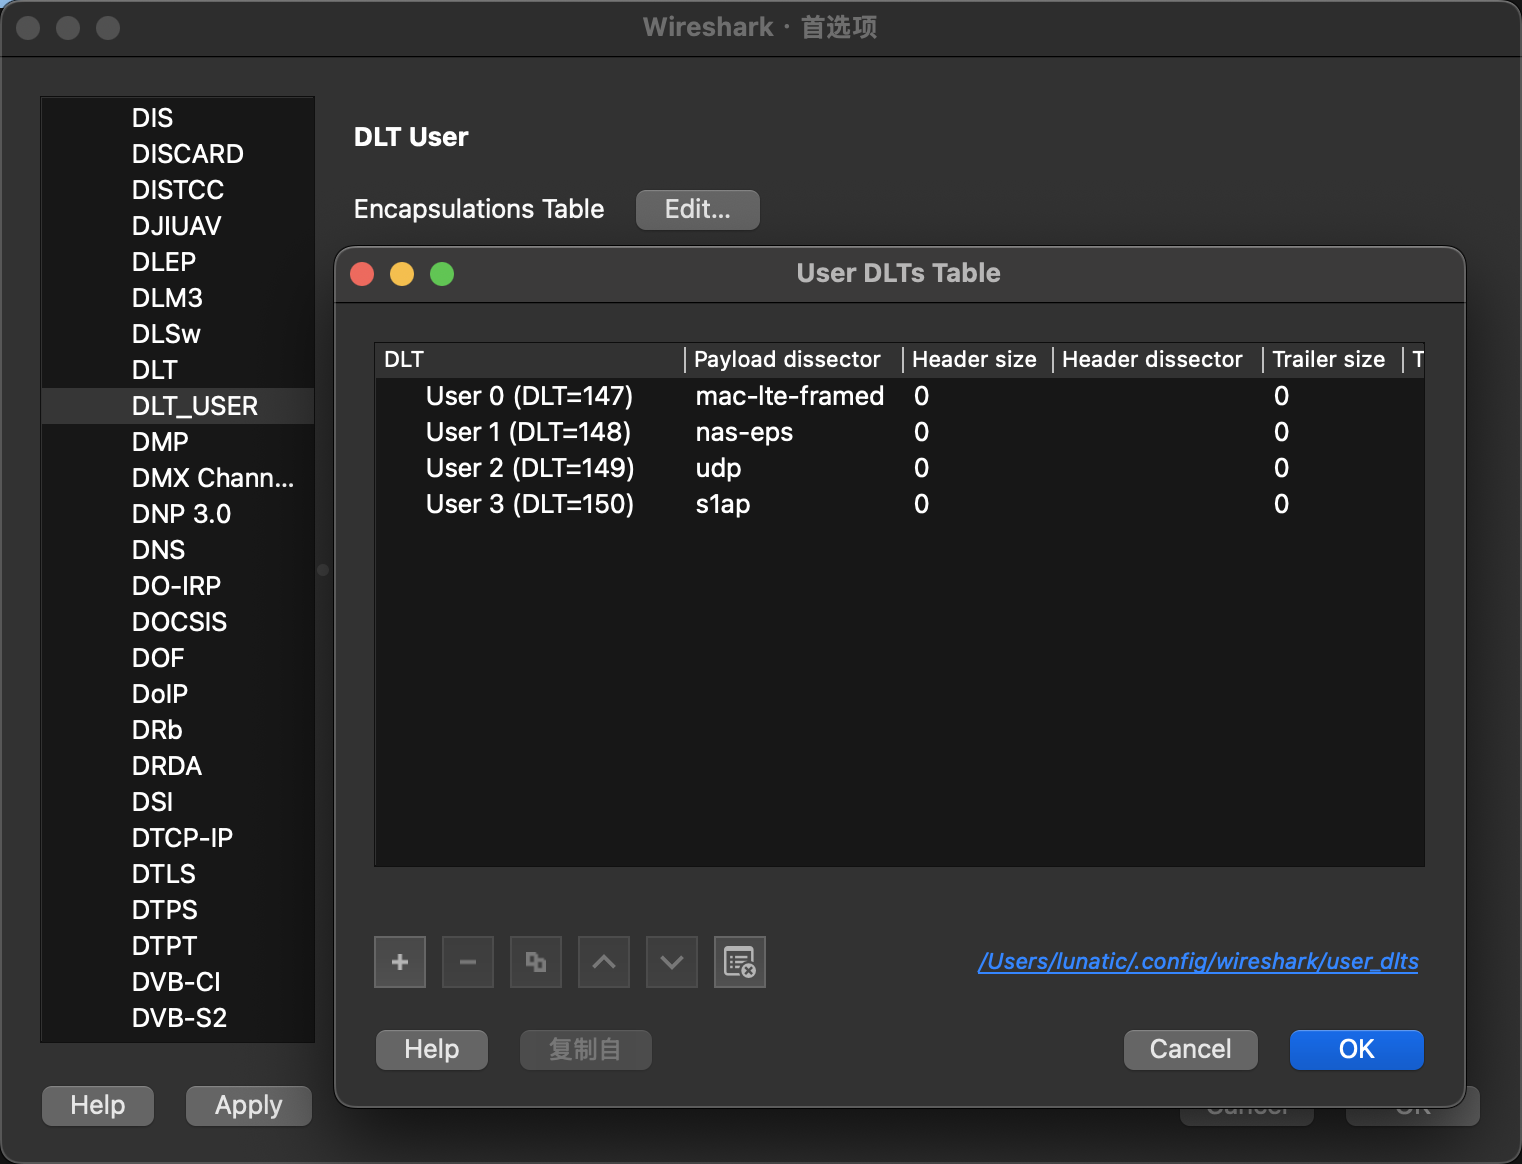 Wireshark · 首选项
DIS
DISCARD
DISTCC
DJIUAV
DLEP
DLM3
DLSw
DLT
DLT_USER
DMP
DMX Chann...
DNP 3.0
DNS
DO-IRP
DOCSIS
DOF
DoIP
DRb
DRDA
DSI
DTCP-IP
DTLS
DTPS
DTPT
DVB-CI
DVB-S2
DLT User
Encapsulations Table Edit...
User DLTs Table
DLT Payload dissector Header size Header dissector Trailer size T
User 0 (DLT=147) mac-lte-framed 0 0
User 1 (DLT=148) nas-eps 0 0
User 2 (DLT=149) udp 0 0
User 3 (DLT=150) s1ap 0 0
/Users/lunatic/.config/wireshark/user_dlts
Help 复制自 Cancel OK
Help Apply Cancel OK